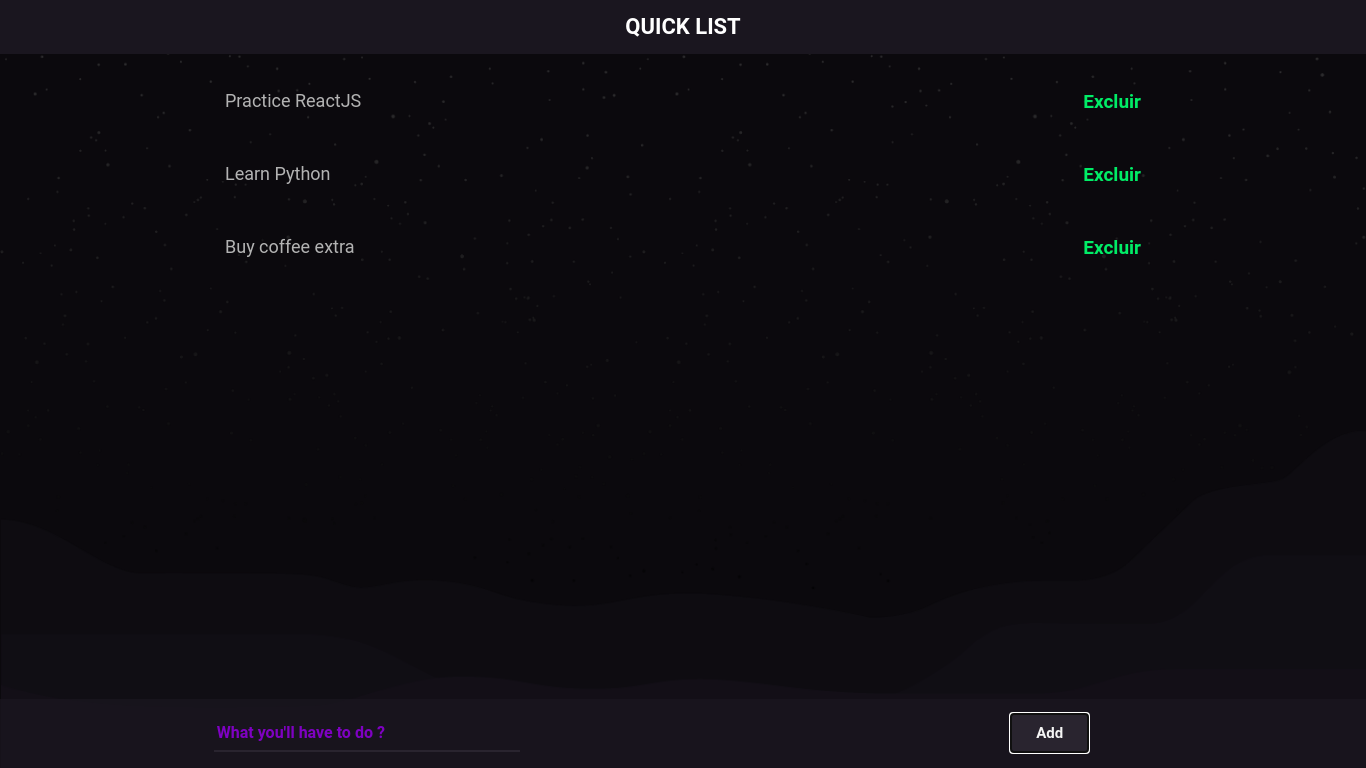 QUICK LIST
Practice ReactJS Excluir
Learn Python Excluir
Buy coffee extra Excluir
What you'll have to do ? Add